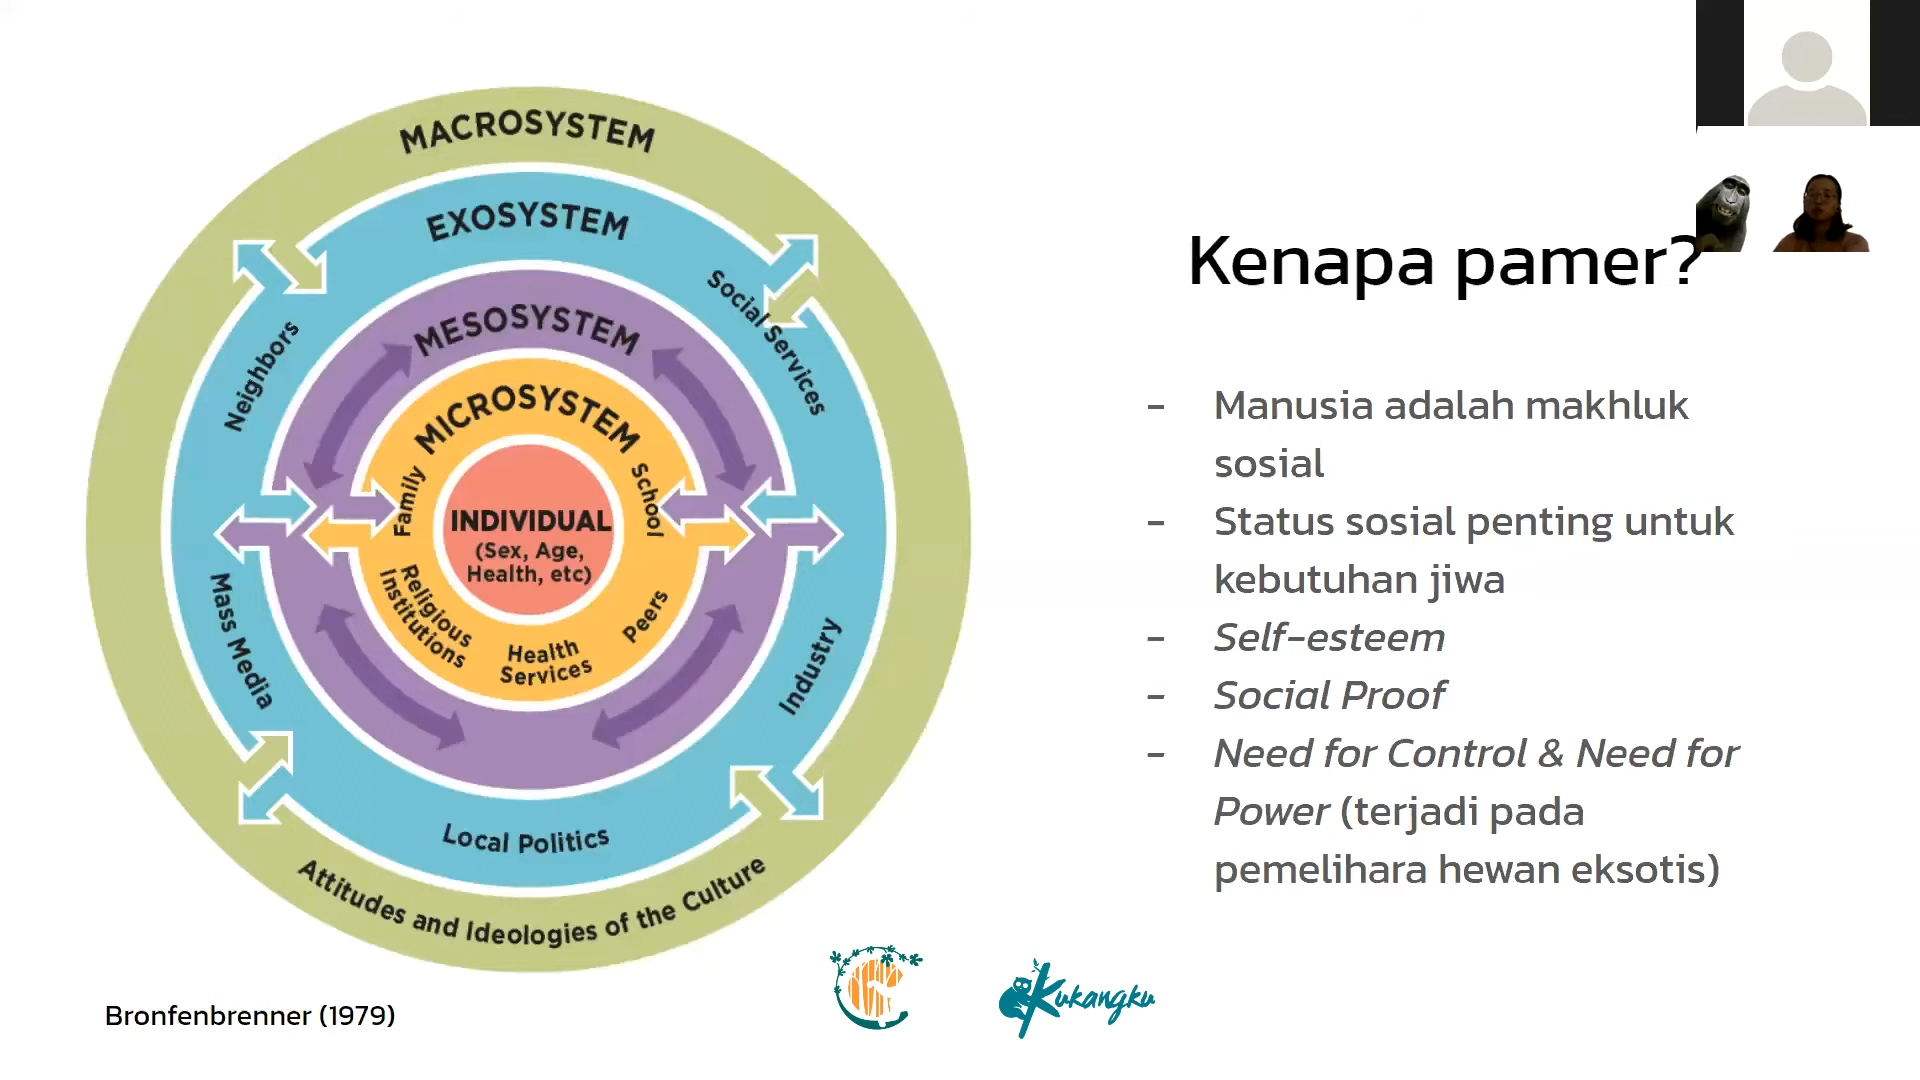 MACROSYSTEM
EXOSYSTEM
Social Services
Neighbors
MESOSYSTEM
MICROSYSTEM
Family
School
INDIVIDUAL
(Sex, Age,
Health, etc)
Religious
Institutions
Health
Services
Peers
Mass Media
Industry
Local Politics
Attitudes and Ideologies of the Culture
Bronfenbrenner (1979)
Kenapa pamer?
- Manusia adalah makhluk
sosial
- Status sosial penting untuk
kebutuhan jiwa
- Self-esteem
- Social Proof
- Need for Control & Need for
Power (terjadi pada
pemelihara hewan eksotis)
Kukangku